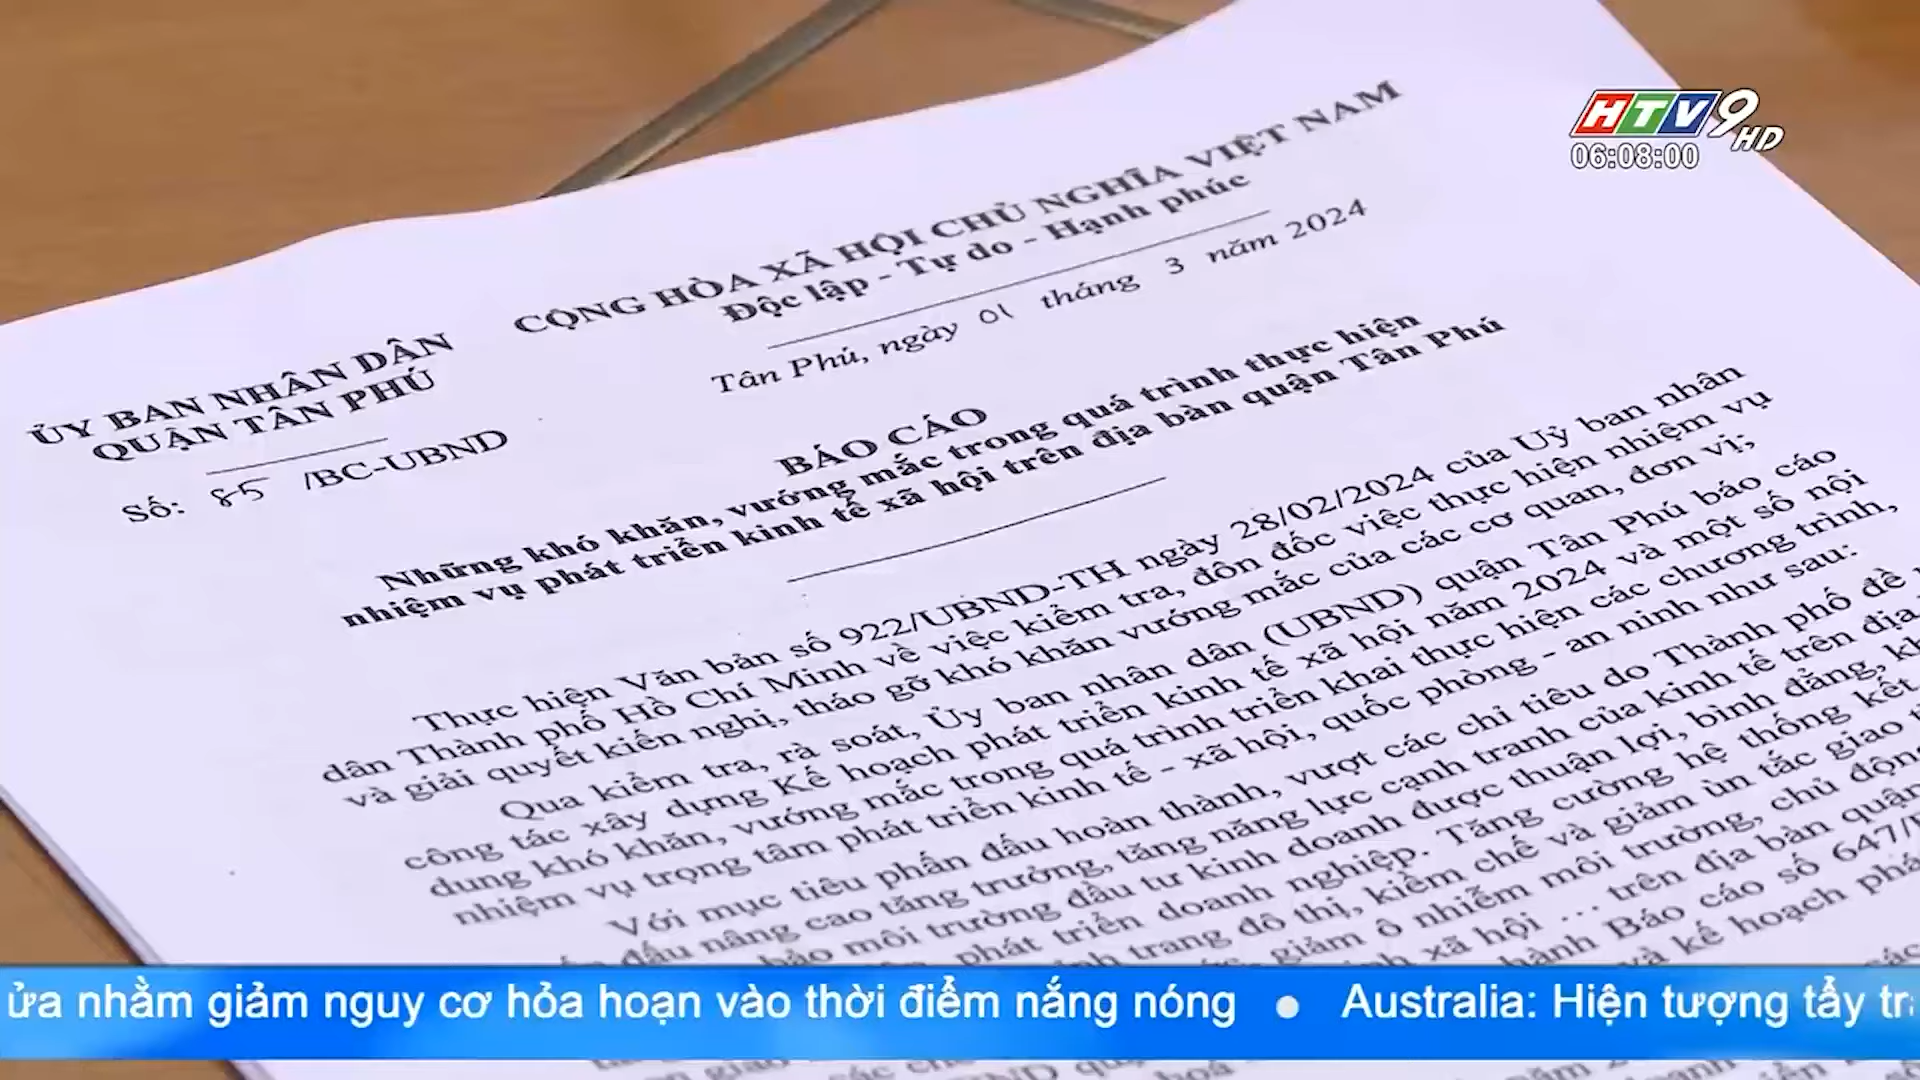 HTV9 HD
06:08:00
CỘNG HÒA XÃ HỘI CHỦ NGHĨA VIỆT NAM
Độc lập - Tự do - Hạnh phúc
Tân Phú, ngày 01 tháng 3 năm 2024
ỦY BAN NHÂN DÂN
QUẬN TÂN PHÚ
Số: 85 /BC-UBND
BÁO CÁO
Những khó khăn, vướng mắc trong quá trình thực hiện
nhiệm vụ phát triển kinh tế xã hội trên địa bàn quận Tân Phú
Thực hiện Văn bản số 922/UBND-TH ngày 28/02/2024 của Uỷ ban nhân
dân Thành phố Hồ Chí Minh về việc kiểm tra, đôn đốc việc thực hiện nhiệm vụ
và giải quyết kiến nghị, tháo gỡ khó khăn vướng mắc của các cơ quan, đơn vị;
Qua kiểm tra, rà soát, Ủy ban nhân dân (UBND) quận Tân Phú báo cáo
công tác xây dựng Kế hoạch phát triển kinh tế xã hội năm 2024 và một số nội
dung khó khăn, vướng mắc trong quá trình triển khai thực hiện các chương trình,
nhiệm vụ trọng tâm phát triển kinh tế - xã hội, quốc phòng - an ninh như sau:
Với mục tiêu phấn đấu hoàn thành, vượt các chỉ tiêu do Thành phố đề
đấu nâng cao tăng trưởng, tăng năng lực cạnh tranh của kinh tế trên địa
bảo môi trường đầu tư kinh doanh được thuận lợi, bình đẳng,
phát triển doanh nghiệp. Tăng cường hệ thống kết
trang đô thị, kiềm chế và giảm ùn tắc giao
giảm ô nhiễm môi trường, chủ động
xã hội ... trên địa bàn quận
hành Báo cáo số 647/
và kế hoạch
ửa nhằm giảm nguy cơ hỏa hoạn vào thời điểm nắng nóng ● Australia: Hiện tượng tẩy